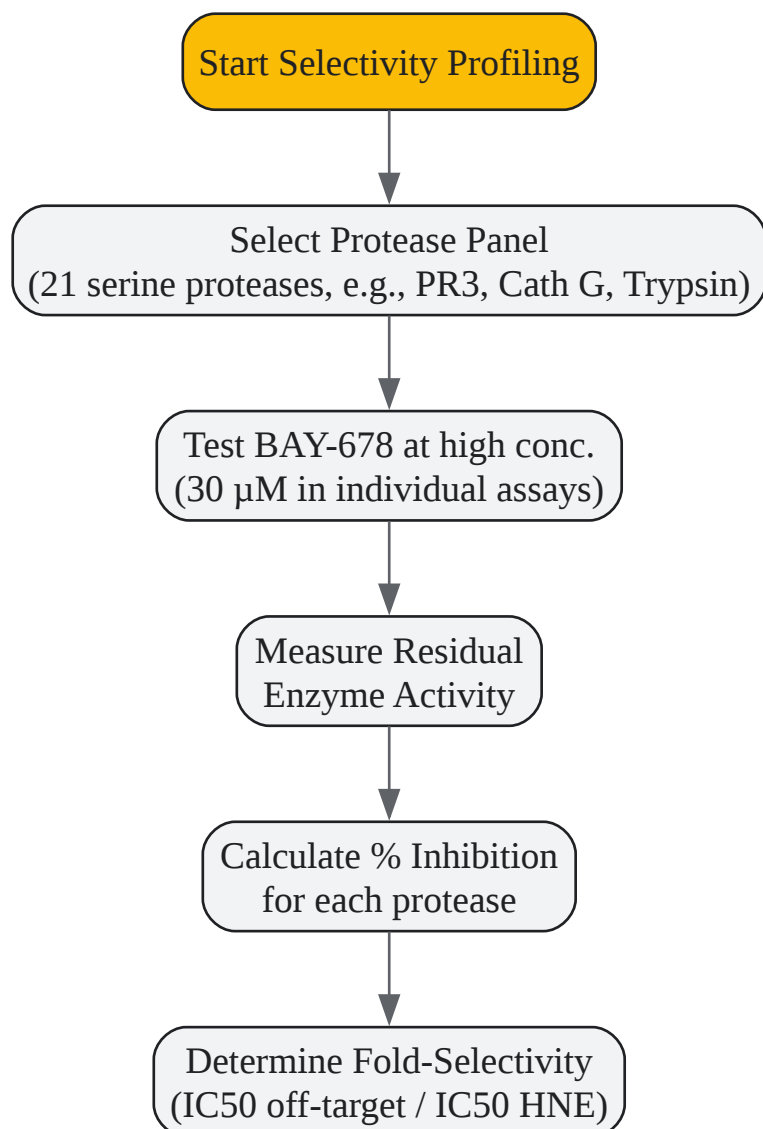 Start Selectivity Profiling
Select Protease Panel
(21 serine proteases, e.g., PR3, Cath G, Trypsin)
Test BAY-678 at high conc.
(30 µM in individual assays)
Measure Residual
Enzyme Activity
Calculate % Inhibition
for each protease
Determine Fold-Selectivity
(IC50 off-target / IC50 HNE)